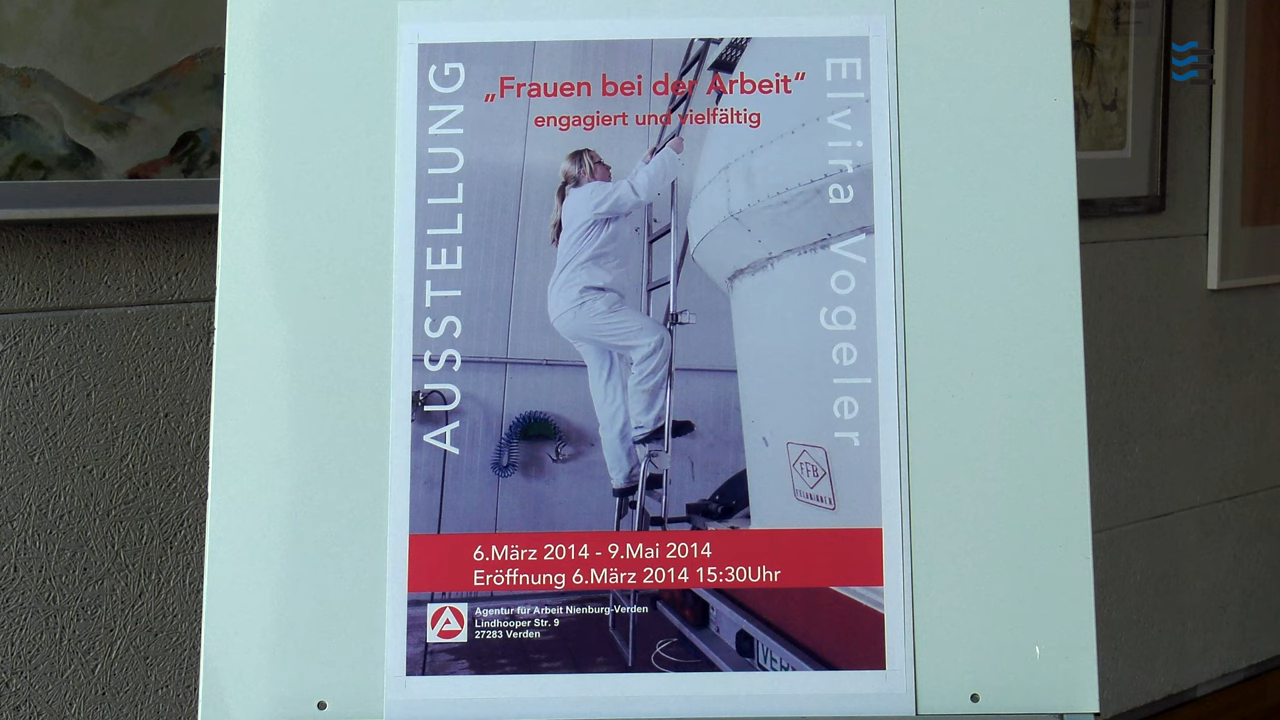 AUSSTELLUNG
„Frauen bei der Arbeit“
engagiert und vielfältig
Elvira Vogeler
FFB
6.März 2014 - 9.Mai 2014
Eröffnung 6.März 2014 15:30Uhr
Agentur für Arbeit Nienburg-Verden
Lindhooper Str. 9
27283 Verden